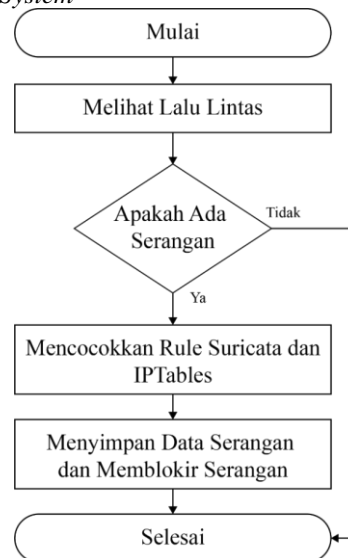 System
Mulai
Melihat Lalu Lintas
Apakah Ada
Serangan
Tidak
Ya
Mencocokkan Rule Suricata dan
IPTables
Menyimpan Data Serangan
dan Memblokir Serangan
Selesai